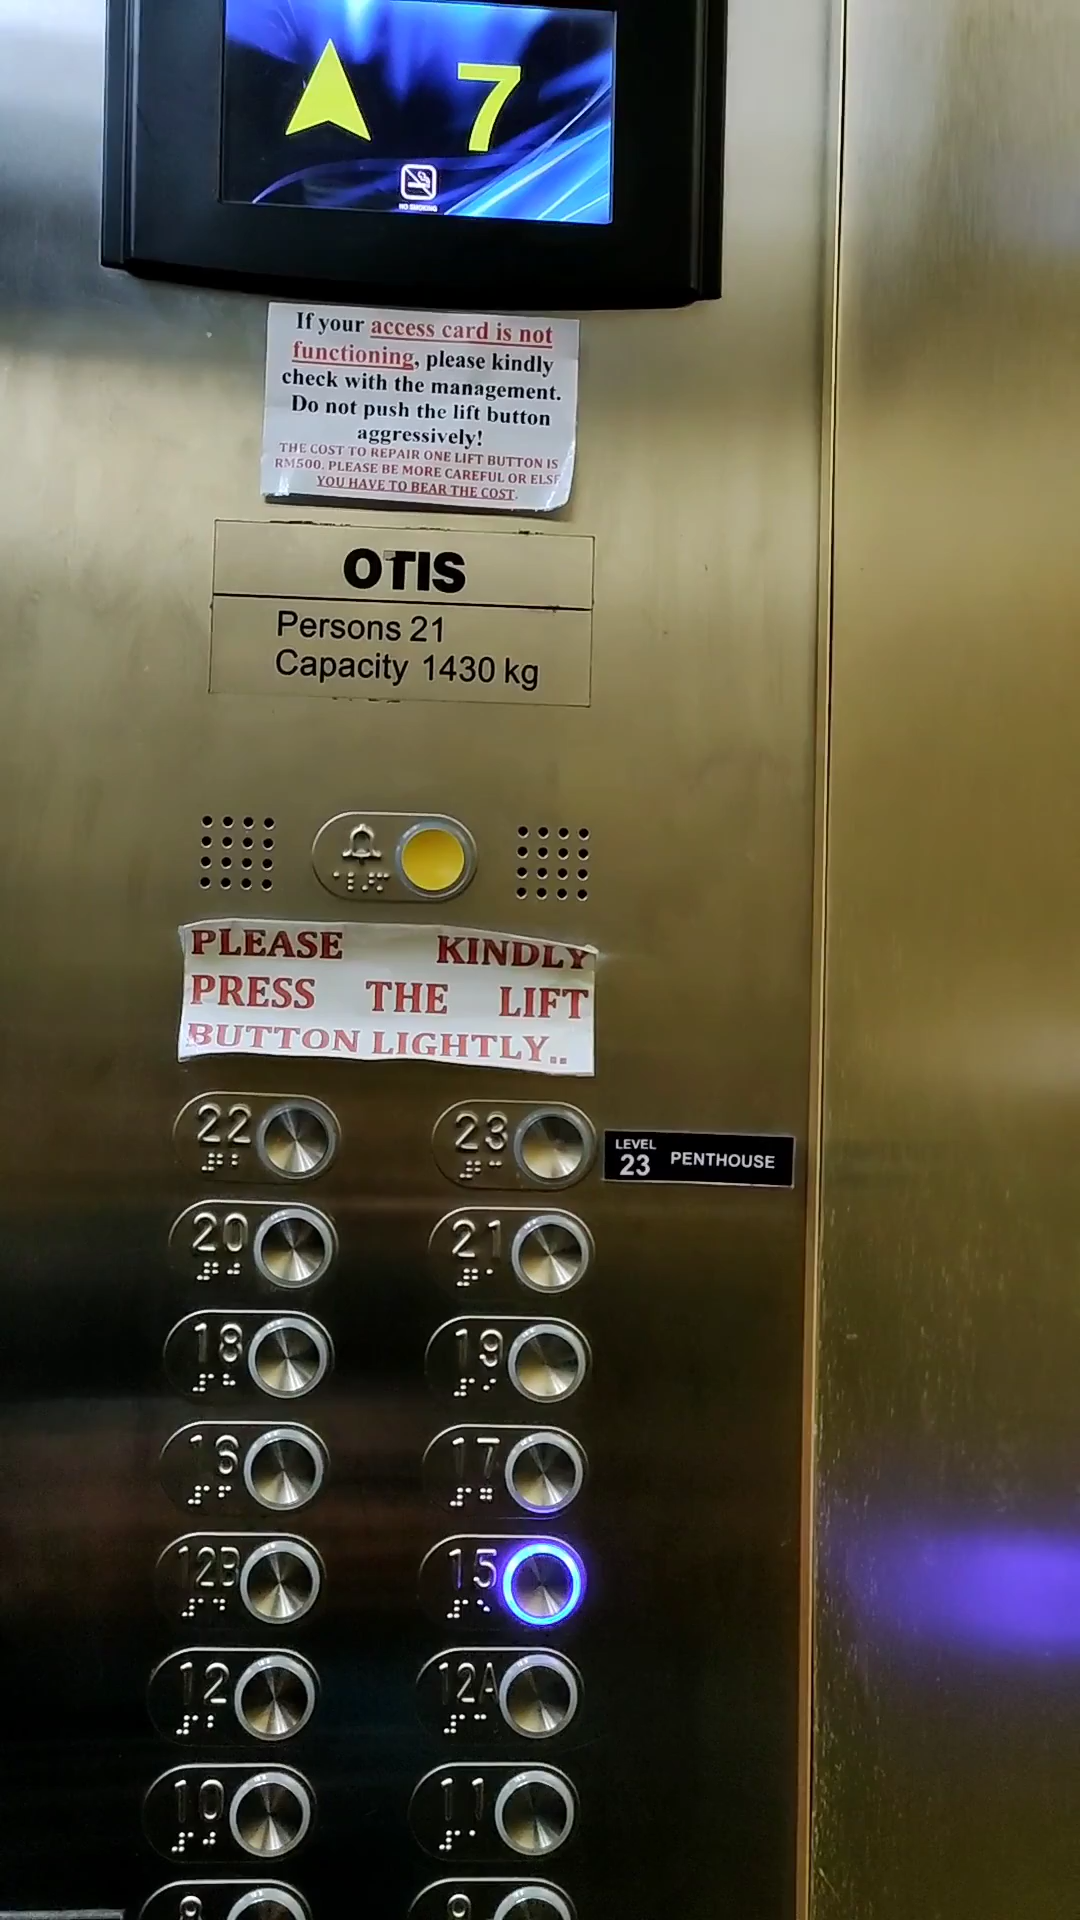 7
NO SMOKING
If your access card is not
functioning, please kindly
check with the management.
Do not push the lift button
aggressively!
THE COST TO REPAIR ONE LIFT BUTTON IS
RM500. PLEASE BE MORE CAREFUL OR ELSE
YOU HAVE TO BEAR THE COST.
OTIS
Persons 21
Capacity 1430 kg
PLEASE KINDLY
PRESS THE LIFT
BUTTON LIGHTLY..
22 23 LEVEL 23 PENTHOUSE
20 21
18 19
16 17
12B 15
12 12A
10 11
8 9